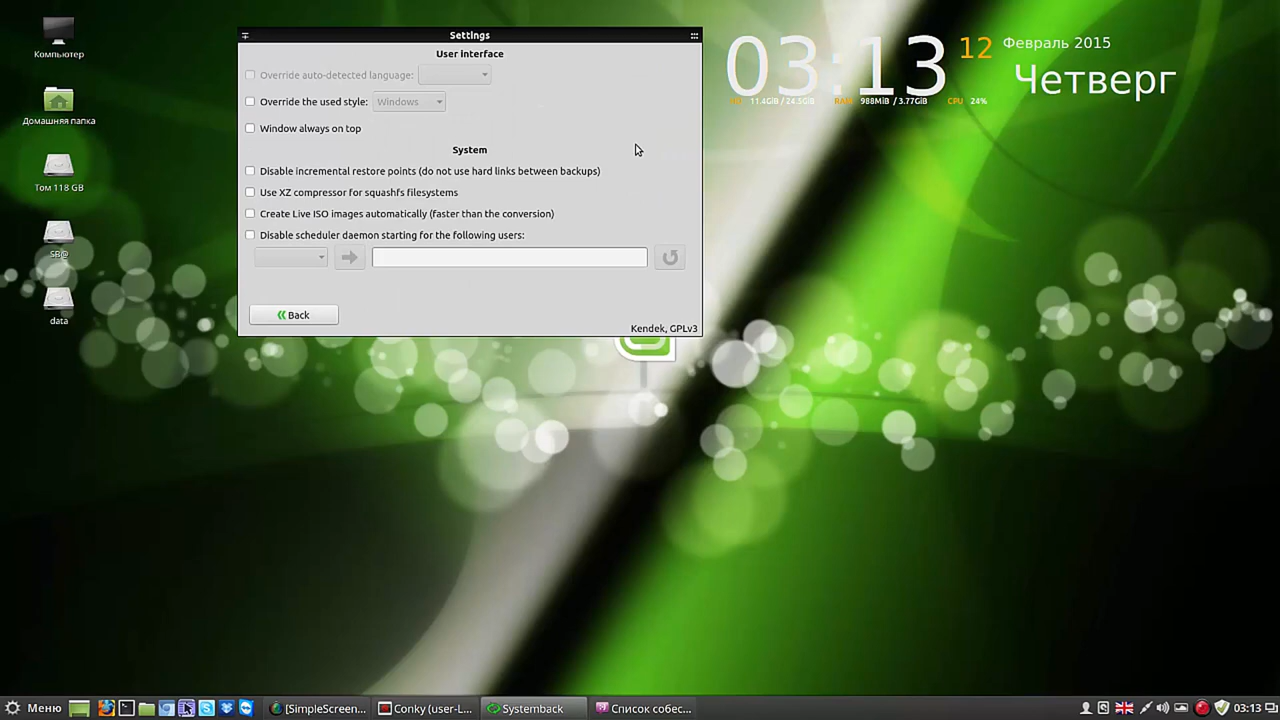 Компьютер
Домашняя папка
Том 118 GB
SB@
data
Settings
User interface
Override auto-detected language:
Override the used style: Windows
Window always on top
System
Disable incremental restore points (do not use hard links between backups)
Use XZ compressor for squashfs filesystems
Create Live ISO images automatically (faster than the conversion)
Disable scheduler daemon starting for the following users:
Back
Kendek, GPLv3
03:13 12 Февраль 2015
Четверг
11.4GiB / 24.5GiB RAM 988MiB / 3.77GiB CPU 24%
Меню [SimpleScreen... Conky (user-L... Systemback Список собес... 03:13